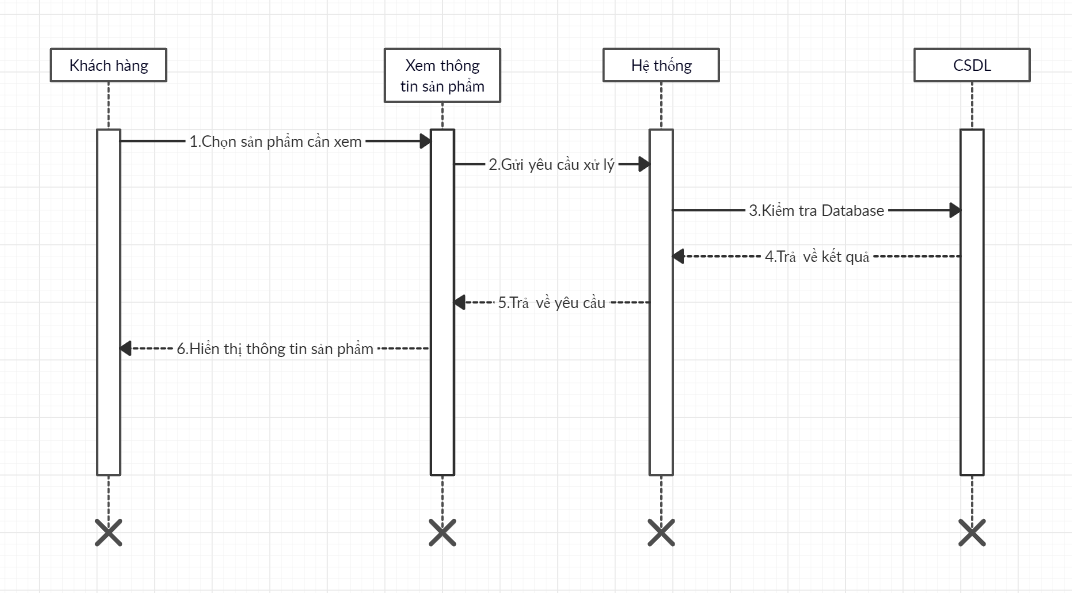 Khách hàng
Xem thông
tin sản phẩm
Hệ thống
CSDL
1.Chọn sản phẩm cần xem
2.Gửi yêu cầu xử lý
3.Kiểm tra Database
4.Trả về kết quả
5.Trả về yêu cầu
6.Hiển thị thông tin sản phẩm